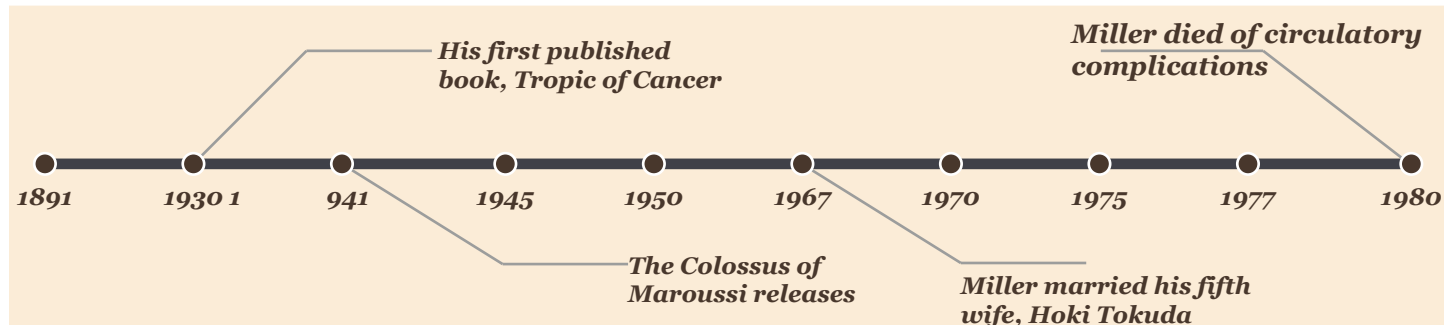 His first published
book, Tropic of Cancer
Miller died of circulatory
complications
1891 1930 1 941 1945 1950 1967 1970 1975 1977 1980
The Colossus of
Maroussi releases
Miller married his fifth
wife, Hoki Tokuda